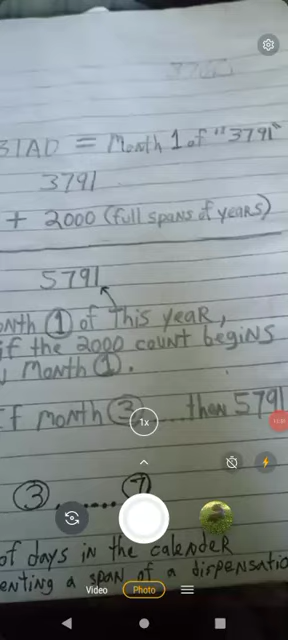 31AD = Month 1 of "3791"
3791
+ 2000 (full spans of years)
5791
onth ① of This year,
if the 2000 count begins
Month ①.
If month ③......then 5791
1x
③......⑦
of days in the calender
enting a span of a dispensatio
Video
Photo